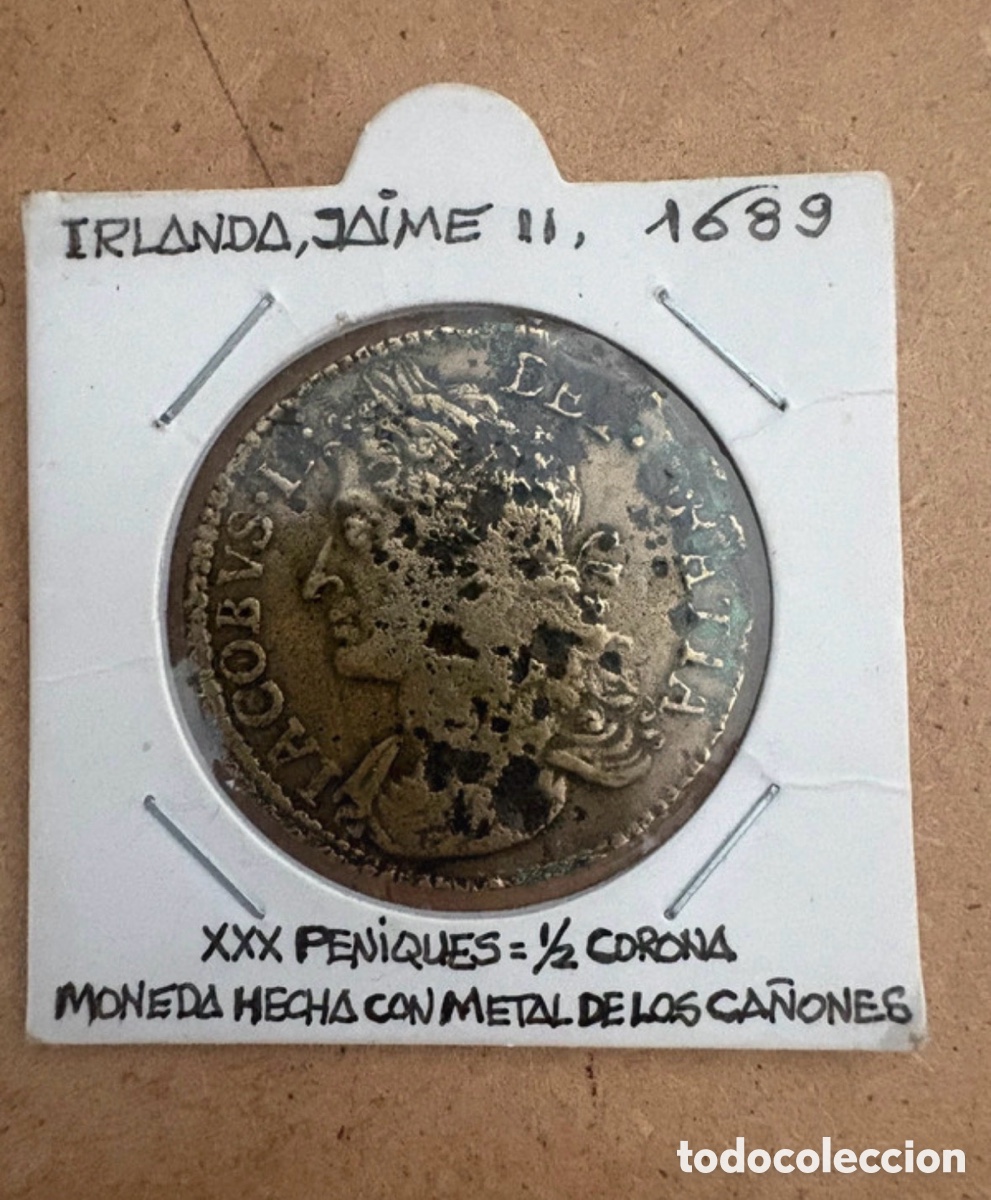 IRLANDA, JAIME II, 1689
IACOBVS·II· DEI GRATIA
XXX PENIQUES = ½ CORONA
MONEDA HECHA CON METAL DE LOS CAÑONES
todocoleccion